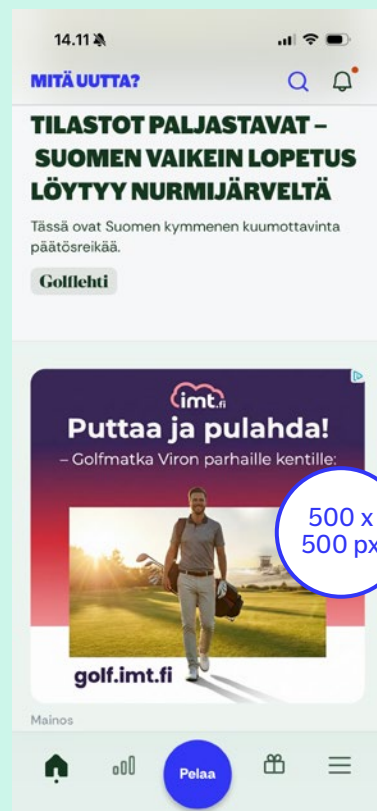 14.11
MITÄ UUTTA?
TILASTOT PALJASTAVAT –
SUOMEN VAIKEIN LOPETUS
LÖYTYY NURMIJÄRVELTÄ
Tässä ovat Suomen kymmenen kuumottavinta
päätösreikää.
Golflehti
imt.fi
Puttaa ja pulahda!
– Golfmatka Viron parhaille kentille:
500 x
500 px
golf.imt.fi
Mainos
Pelaa